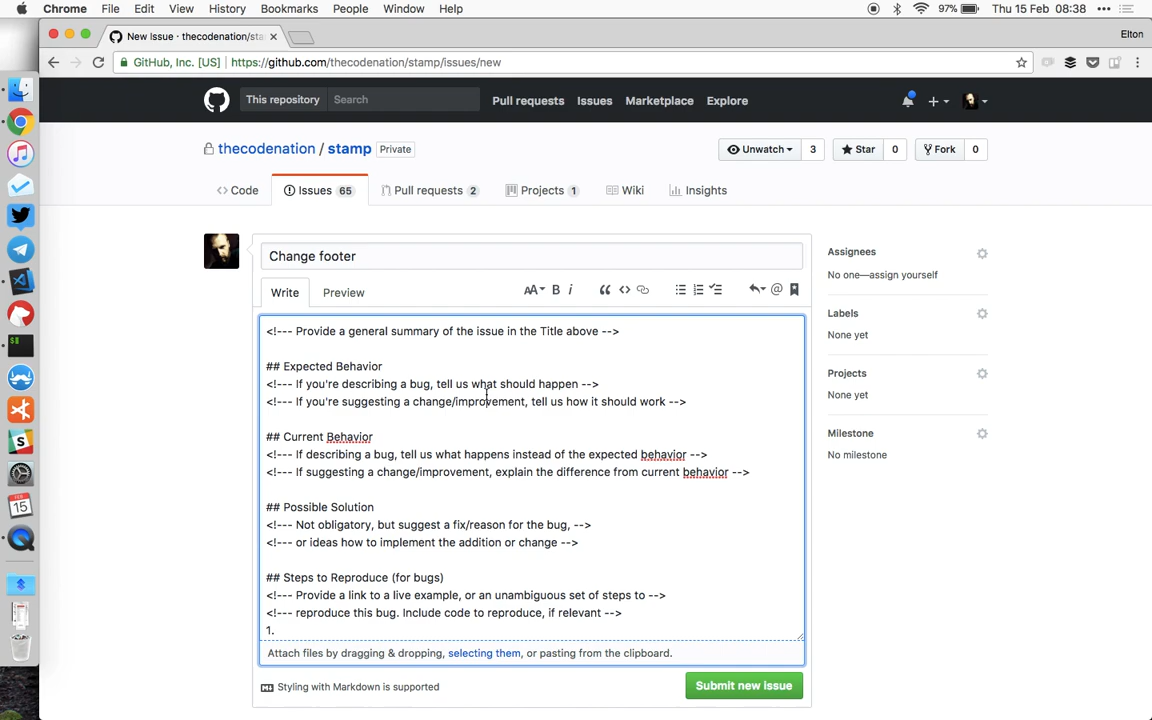 Chrome File Edit View History Bookmarks People Window Help 97% Thu 15 Feb 08:38
New Issue · thecodenation/sta
Elton
GitHub, Inc. [US] | https://github.com/thecodenation/stamp/issues/new
This repository Search Pull requests Issues Marketplace Explore
thecodenation / stamp Private Unwatch 3 Star 0 Fork 0
Code Issues 65 Pull requests 2 Projects 1 Wiki Insights
Change footer
Write Preview AA B i
<!--- Provide a general summary of the issue in the Title above -->
## Expected Behavior
<!--- If you're describing a bug, tell us what should happen -->
<!--- If you're suggesting a change/improvement, tell us how it should work -->
## Current Behavior
<!--- If describing a bug, tell us what happens instead of the expected behavior -->
<!--- If suggesting a change/improvement, explain the difference from current behavior -->
## Possible Solution
<!--- Not obligatory, but suggest a fix/reason for the bug, -->
<!--- or ideas how to implement the addition or change -->
## Steps to Reproduce (for bugs)
<!--- Provide a link to a live example, or an unambiguous set of steps to -->
<!--- reproduce this bug. Include code to reproduce, if relevant -->
1.
Attach files by dragging & dropping, selecting them, or pasting from the clipboard.
Styling with Markdown is supported
Submit new issue
Assignees
No one—assign yourself
Labels
None yet
Projects
None yet
Milestone
No milestone
FEB
15